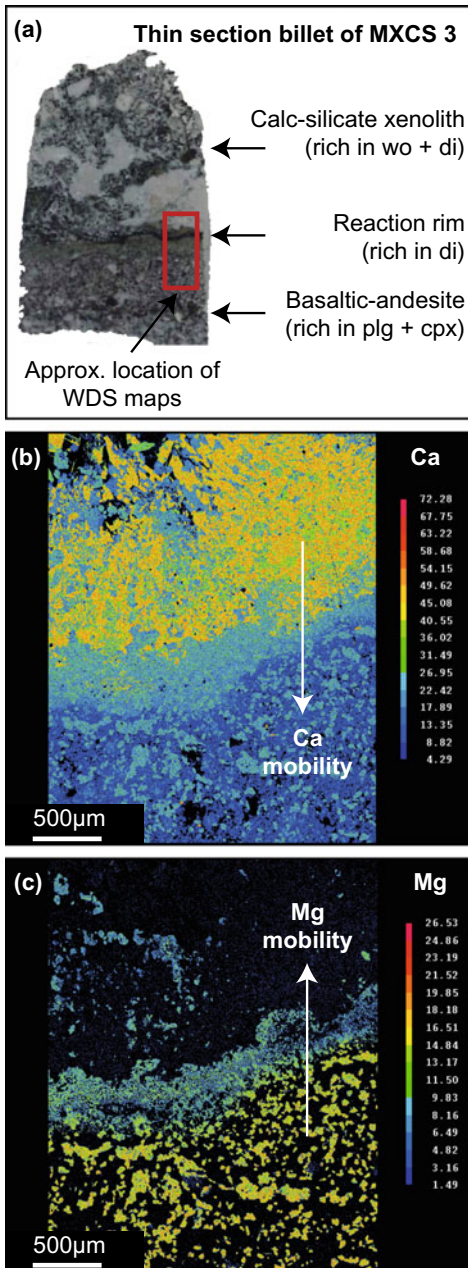 (a)
Thin section billet of MXCS 3
Calc-silicate xenolith
(rich in wo + di)
Reaction rim
(rich in di)
Basaltic-andesite
(rich in plg + cpx)
Approx. location of
WDS maps
(b)
Ca
72.28
67.75
63.22
58.68
54.15
49.62
45.08
40.55
36.02
31.49
26.95
22.42
17.89
13.35
8.82
4.29
Ca
mobility
500µm
(c)
Mg
Mg
mobility
26.53
24.86
23.19
21.52
19.85
18.18
16.51
14.84
13.17
11.50
9.83
8.16
6.49
4.82
3.16
1.49
500µm